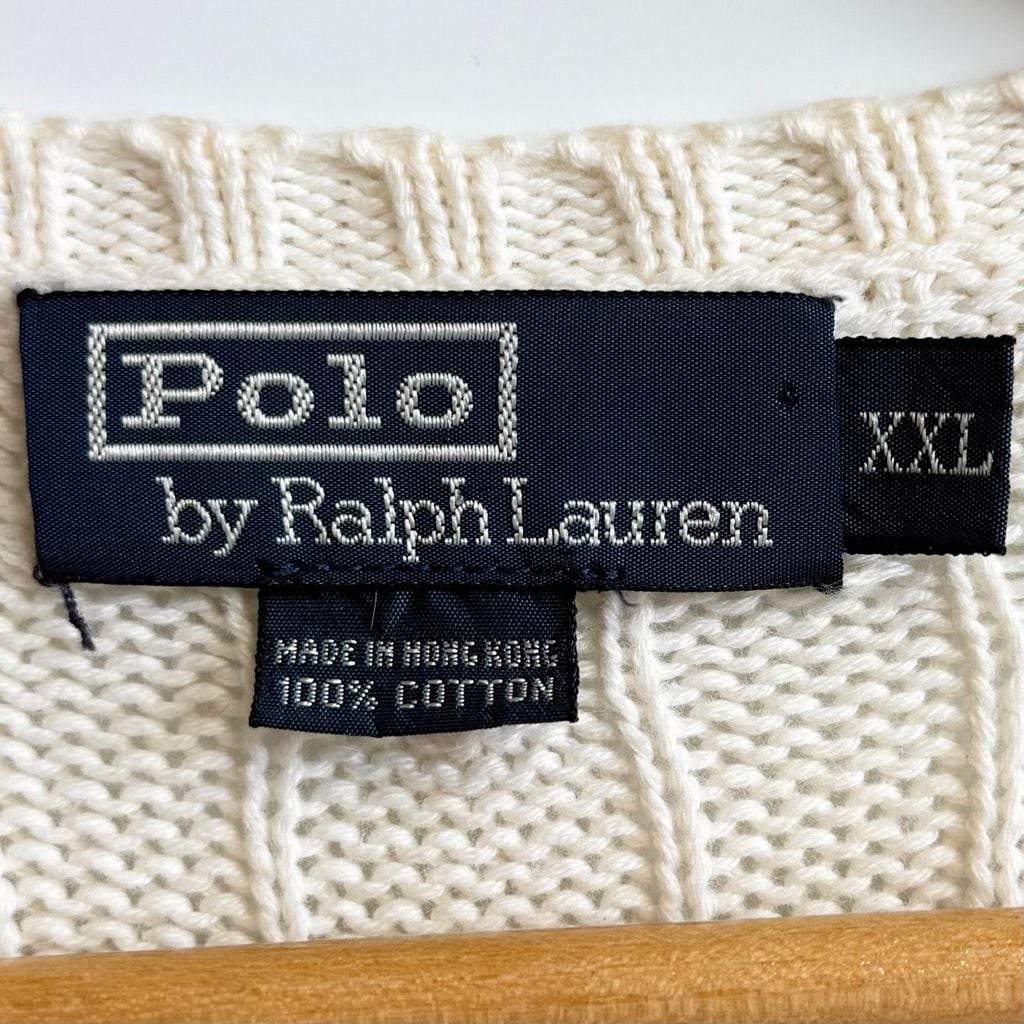 Polo
by Ralph Lauren
XXL
MADE IN HONG KONG
100% COTTON